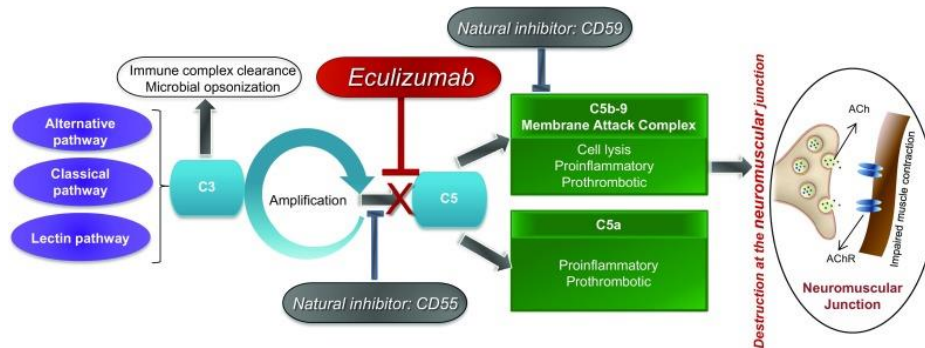 Natural inhibitor: CD59
Immune complex clearance
Microbial opsonization
Eculizumab
Alternative
pathway
Classical
pathway
Lectin pathway
C3
Amplification
X
C5
C5b-9
Membrane Attack Complex
Cell lysis
Proinflammatory
Prothrombotic
C5a
Proinflammatory
Prothrombotic
Natural inhibitor: CD55
Destruction at the neuromuscular junction
ACh
AChR
Impaired muscle contraction
Neuromuscular
Junction